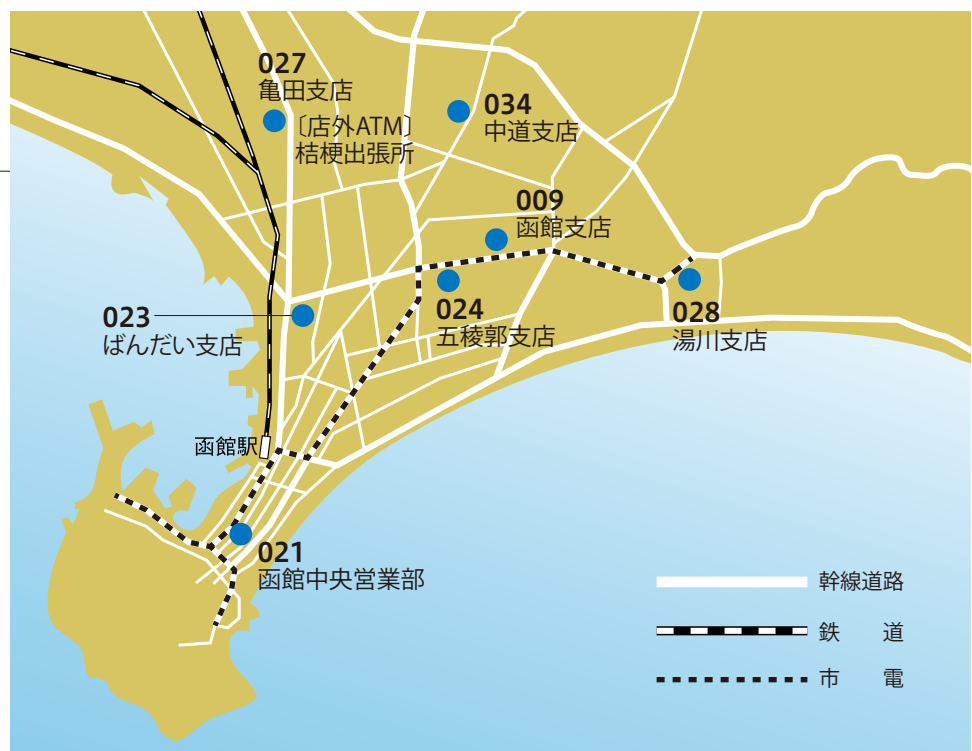 027
亀田支店
〔店外ATM〕
桔梗出張所
034
中道支店
009
函館支店
023
ばんだい支店
024
五稜郭支店
028
湯川支店
函館駅
021
函館中央営業部
幹線道路
鉄　道
市　電